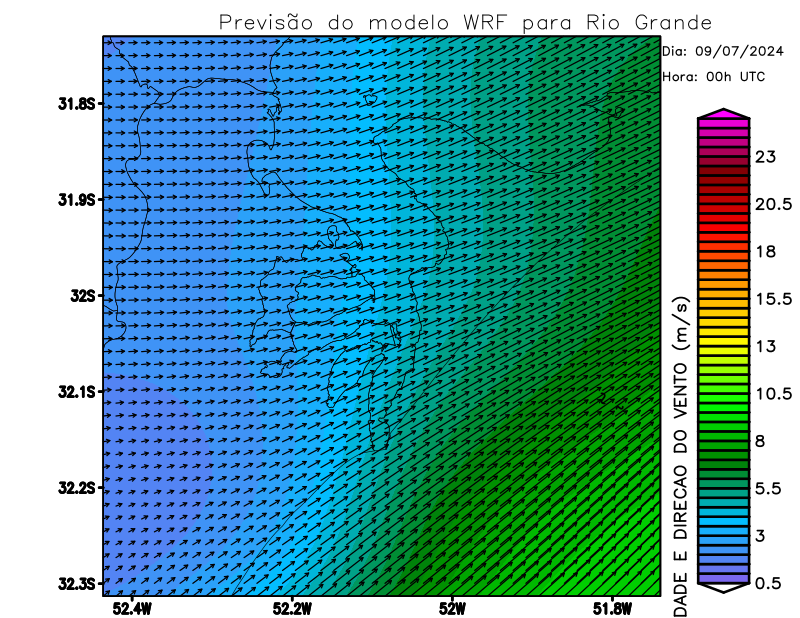 Previsão do modelo WRF para Rio Grande
Dia: 09/07/2024
Hora: 00h UTC
31.8S
31.9S
32S
32.1S
32.2S
32.3S
52.4W
52.2W
52W
51.8W
23
20.5
18
15.5
13
10.5
8
5.5
3
0.5
DADE E DIRECAO DO VENTO (m/s)